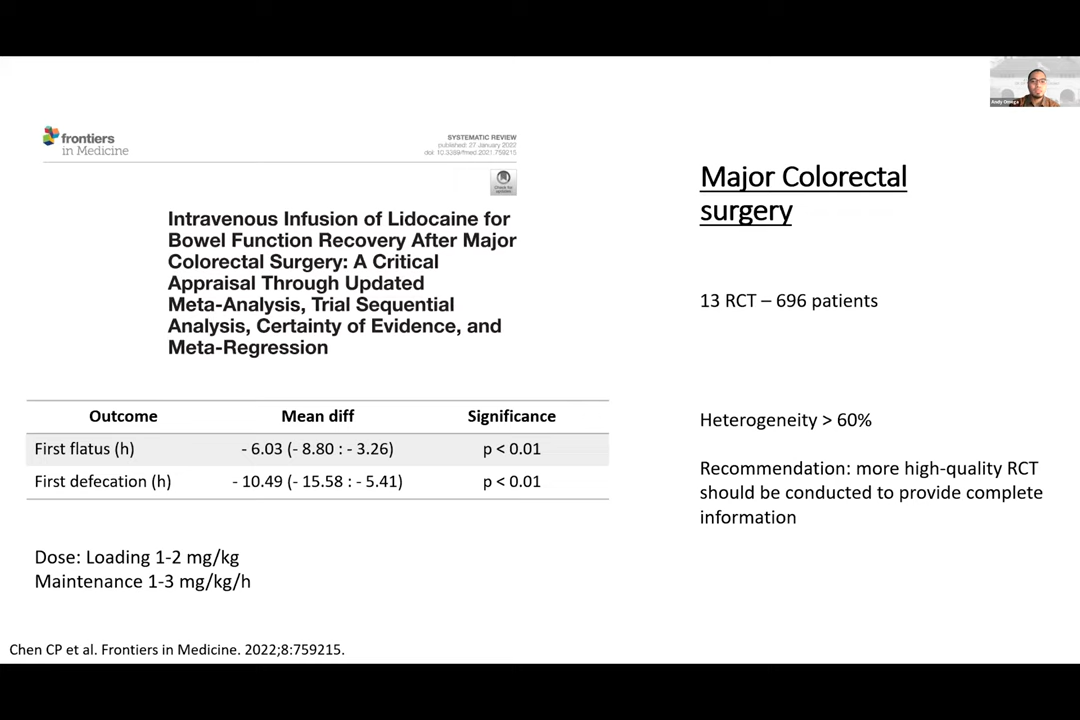 Andy Omega
frontiers
in Medicine
SYSTEMATIC REVIEW
published: 27 January 2022
doi: 10.3389/fmed.2021.759215
Check for
updates
Intravenous Infusion of Lidocaine for
Bowel Function Recovery After Major
Colorectal Surgery: A Critical
Appraisal Through Updated
Meta-Analysis, Trial Sequential
Analysis, Certainty of Evidence, and
Meta-Regression
Major Colorectal
surgery
13 RCT – 696 patients
Outcome Mean diff Significance
First flatus (h) - 6.03 (- 8.80 : - 3.26) p < 0.01
First defecation (h) - 10.49 (- 15.58 : - 5.41) p < 0.01
Heterogeneity > 60%
Recommendation: more high-quality RCT
should be conducted to provide complete
information
Dose: Loading 1-2 mg/kg
Maintenance 1-3 mg/kg/h
Chen CP et al. Frontiers in Medicine. 2022;8:759215.